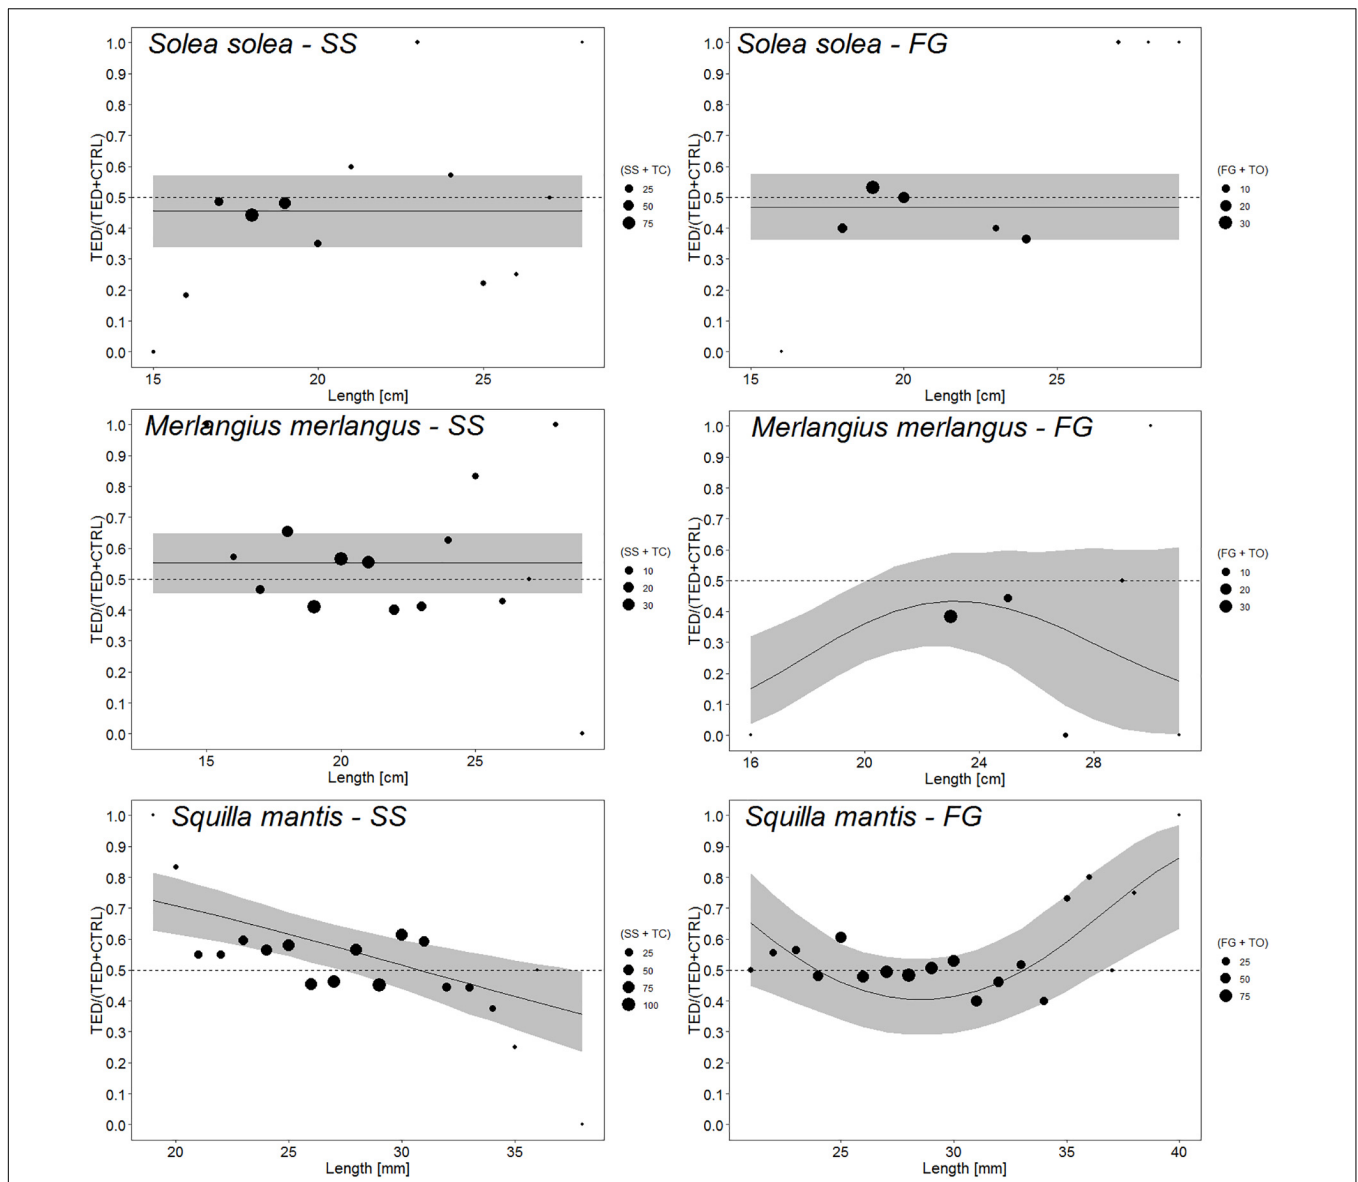 Solea solea - SS
1.0
0.9
0.8
0.7
0.6
0.5
0.4
0.3
0.2
0.1
0.0
TED/(TED+CTRL)
15 20 25
Length [cm]
(SS + TC)
25
50
75
Solea solea - FG
1.0
0.9
0.8
0.7
0.6
0.5
0.4
0.3
0.2
0.1
0.0
TED/(TED+CTRL)
15 20 25
Length [cm]
(FG + TO)
10
20
30
Merlangius merlangus - SS
1.0
0.9
0.8
0.7
0.6
0.5
0.4
0.3
0.2
0.1
0.0
TED/(TED+CTRL)
15 20 25
Length [cm]
(SS + TC)
10
20
30
Merlangius merlangus - FG
1.0
0.9
0.8
0.7
0.6
0.5
0.4
0.3
0.2
0.1
0.0
TED/(TED+CTRL)
16 20 24 28
Length [cm]
(FG + TO)
10
20
30
Squilla mantis - SS
1.0
0.9
0.8
0.7
0.6
0.5
0.4
0.3
0.2
0.1
0.0
TED/(TED+CTRL)
20 25 30 35
Length [mm]
(SS + TC)
25
50
75
100
Squilla mantis - FG
1.0
0.9
0.8
0.7
0.6
0.5
0.4
0.3
0.2
0.1
0.0
TED/(TED+CTRL)
25 30 35 40
Length [mm]
(FG + TO)
25
50
75